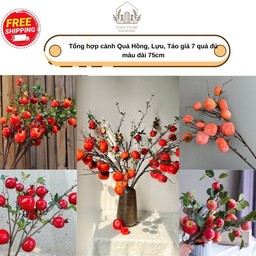 FREE
SHIPPING
Tổng hợp cành Quả Hồng, Lựu, Táo giả 7 quả đủ
màu dài 75cm